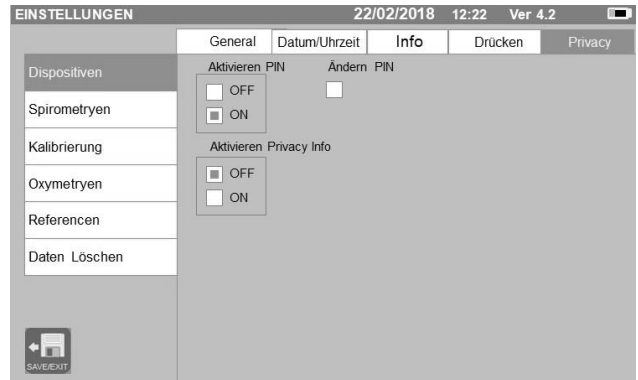 EINSTELLUNGEN 22/02/2018 12:22 Ver 4.2
General Datum/Uhrzeit Info Drücken Privacy
Dispositiven
Spirometryen
Kalibrierung
Oxymetryen
Referencen
Daten Löschen
Aktivieren PIN Ändern PIN
OFF
ON
Aktivieren Privacy Info
OFF
ON
SAVE/EXIT